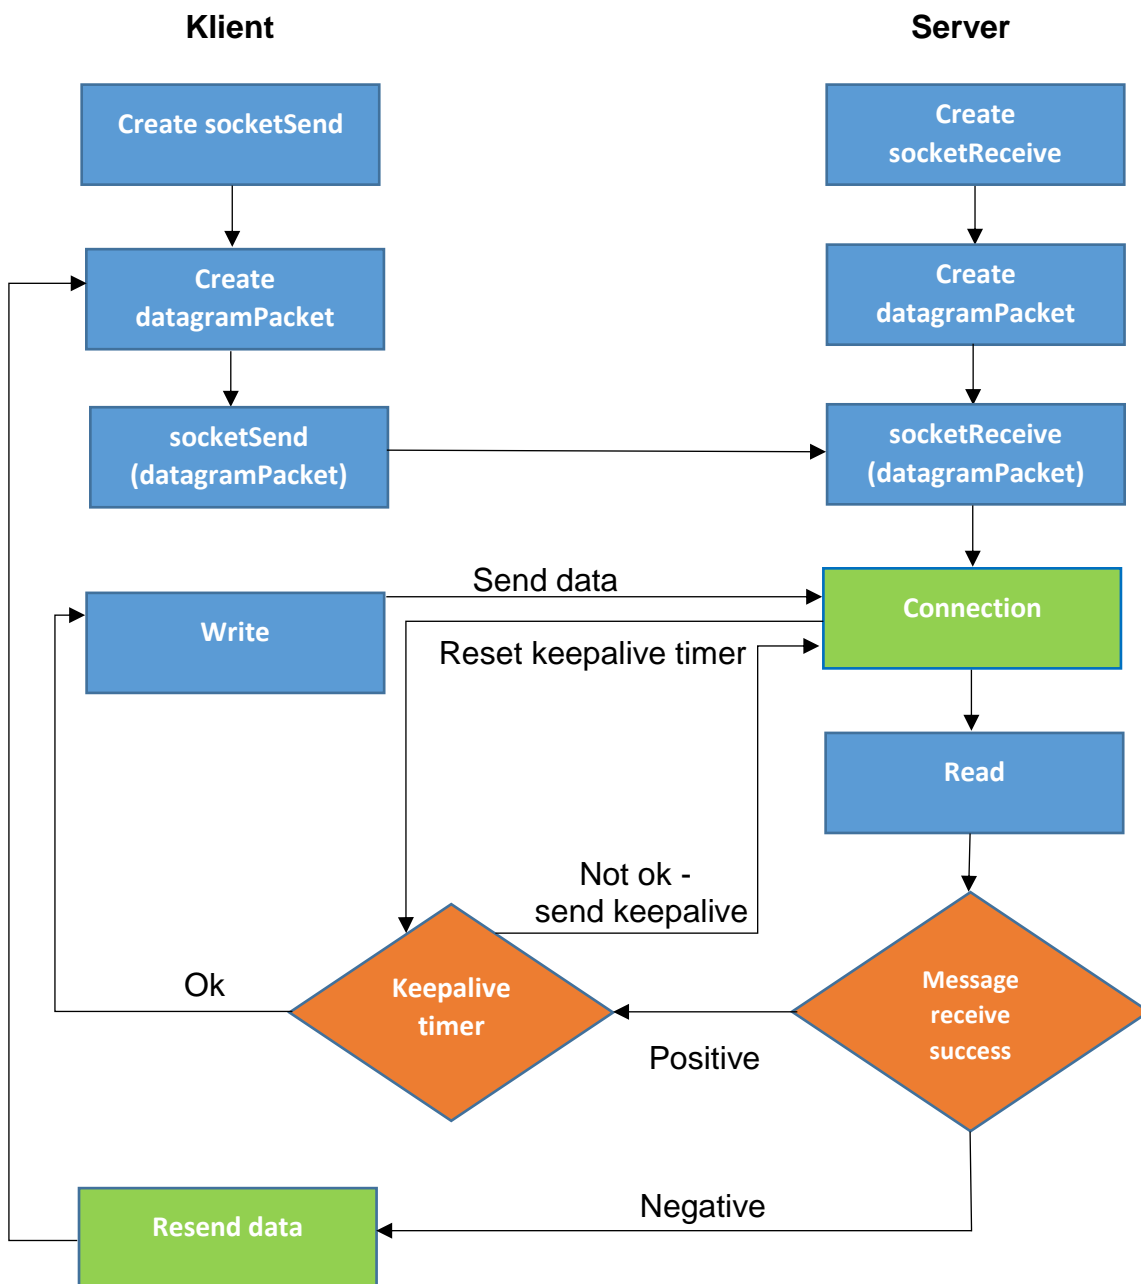 Klient
Server
Create socketSend
Create
socketReceive
Create
datagramPacket
Create
datagramPacket
socketSend
(datagramPacket)
socketReceive
(datagramPacket)
Send data
Connection
Write
Reset keepalive timer
Read
Not ok -
send keepalive
Ok
Keepalive
timer
Message
receive
success
Positive
Negative
Resend data